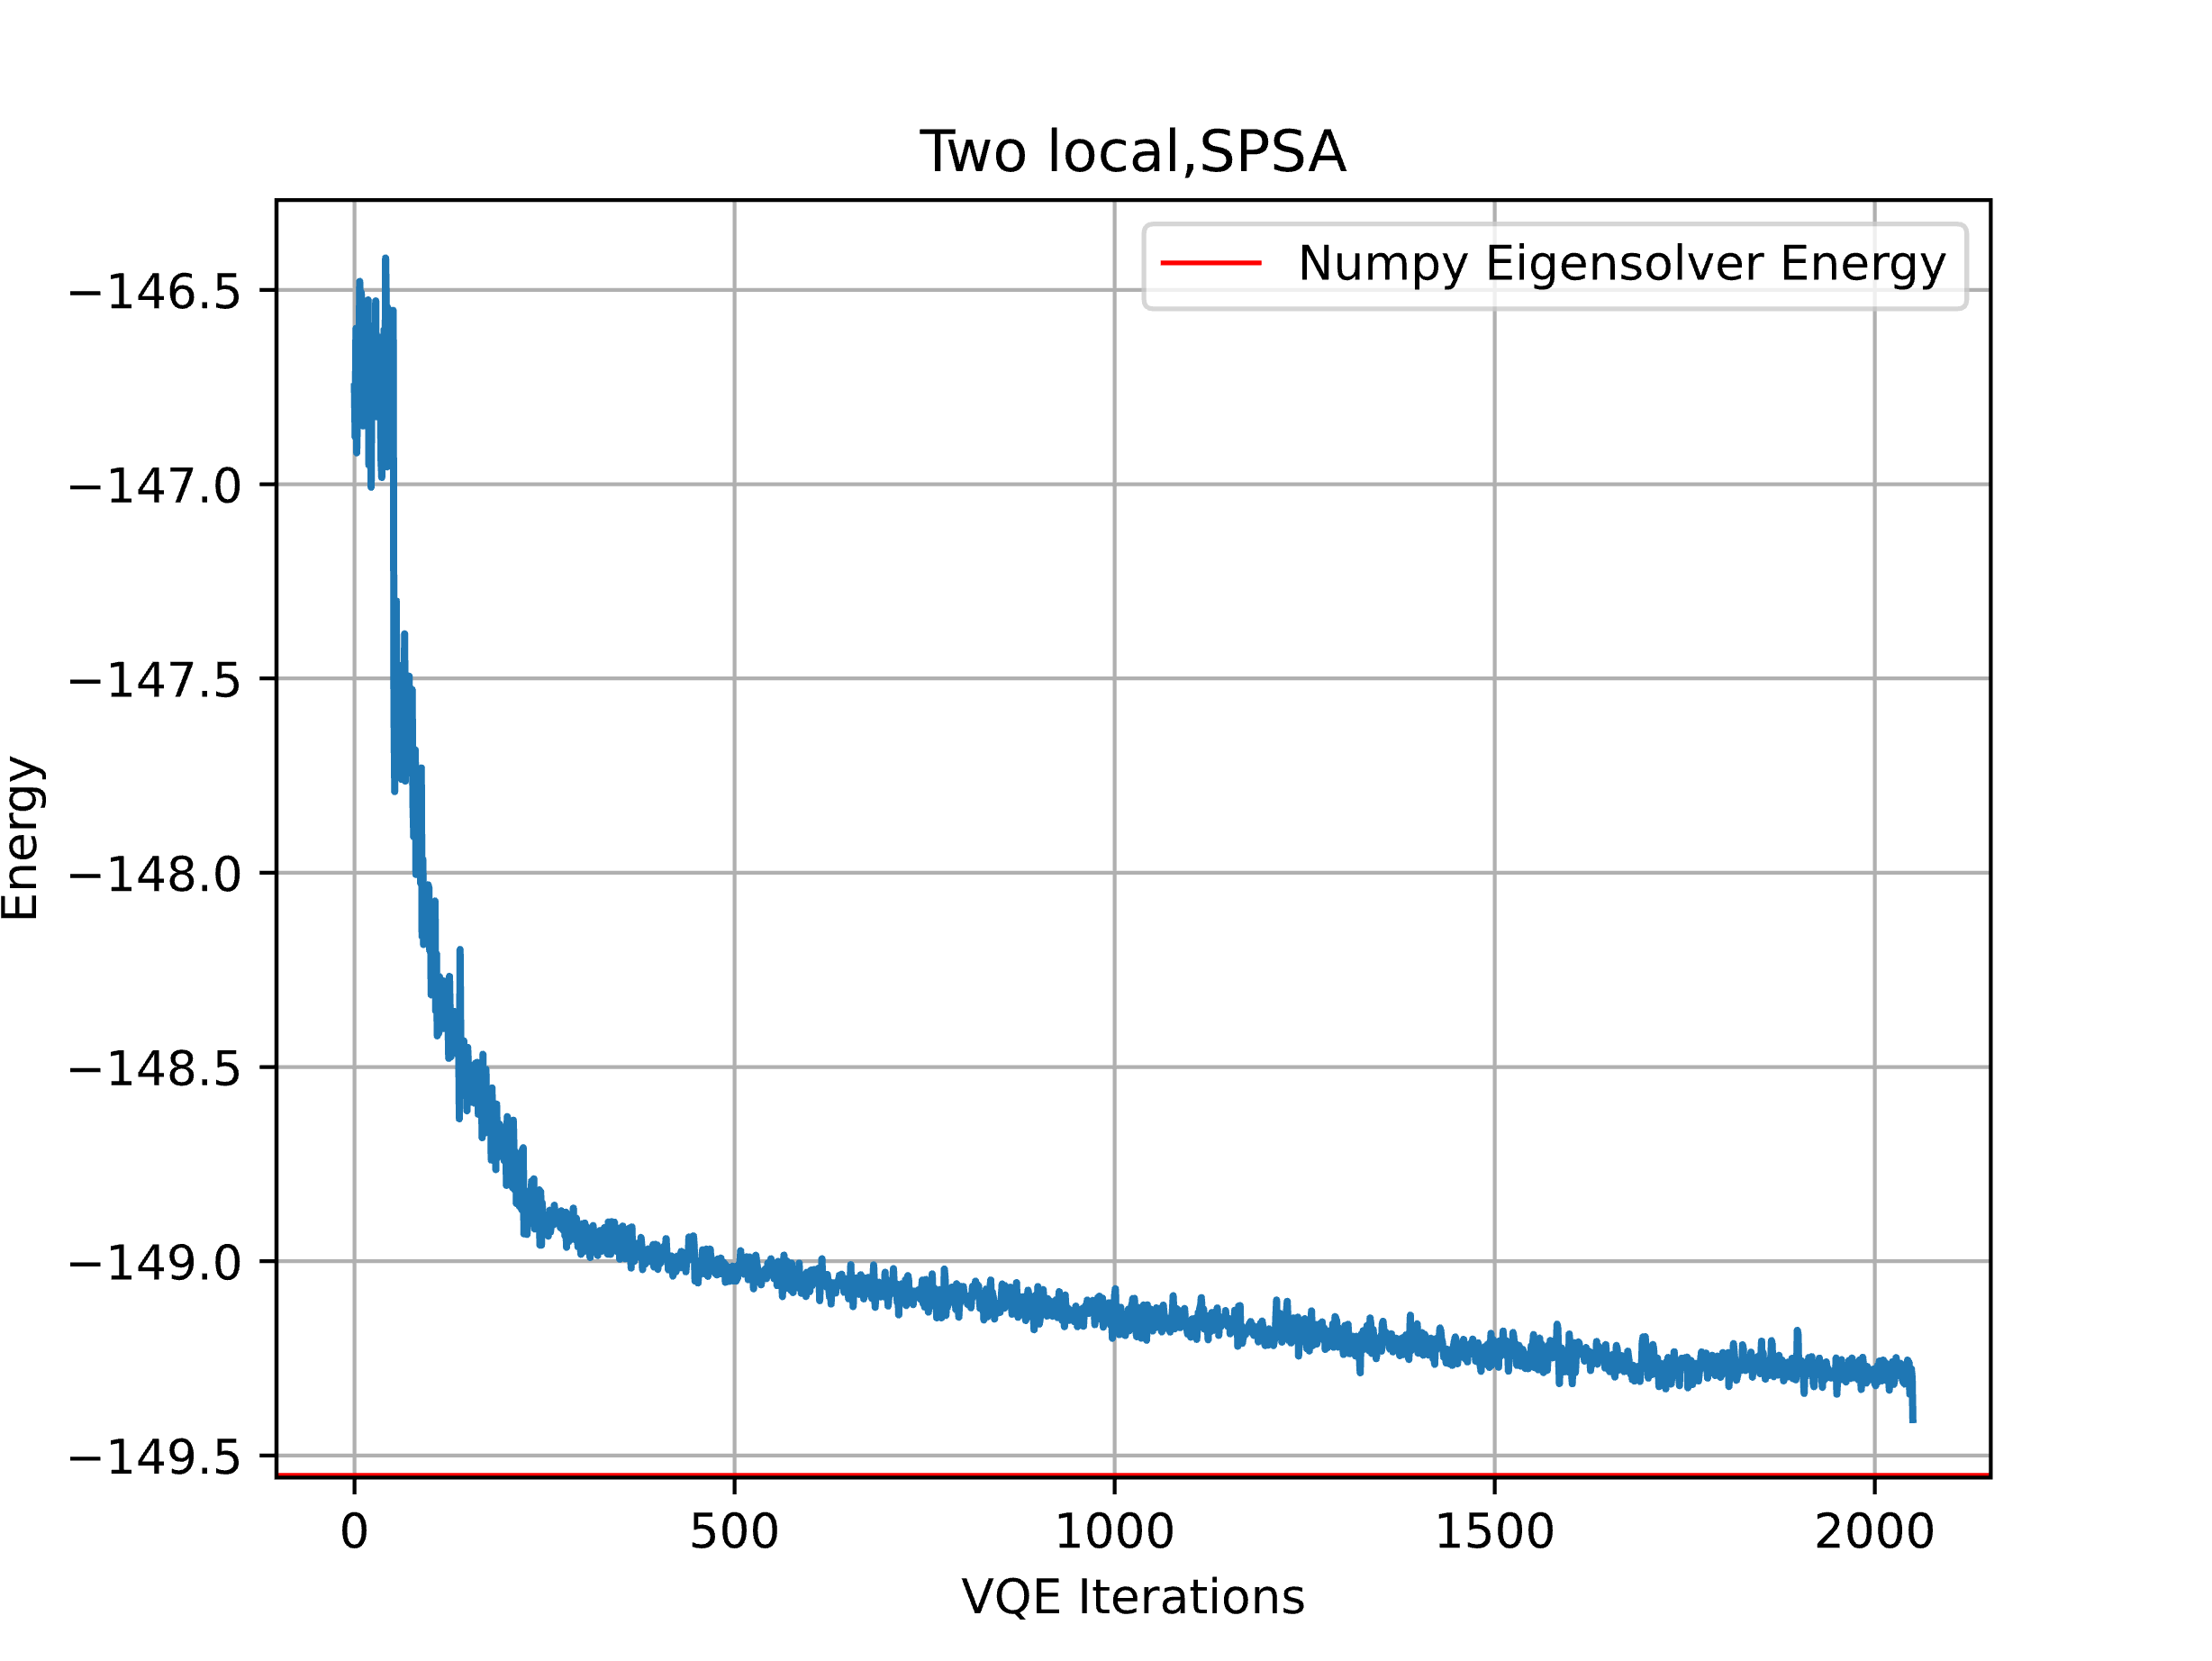 Two local,SPSA
Numpy Eigensolver Energy
−146.5
−147.0
−147.5
−148.0
−148.5
−149.0
−149.5
Energy
0 500 1000 1500 2000
VQE Iterations